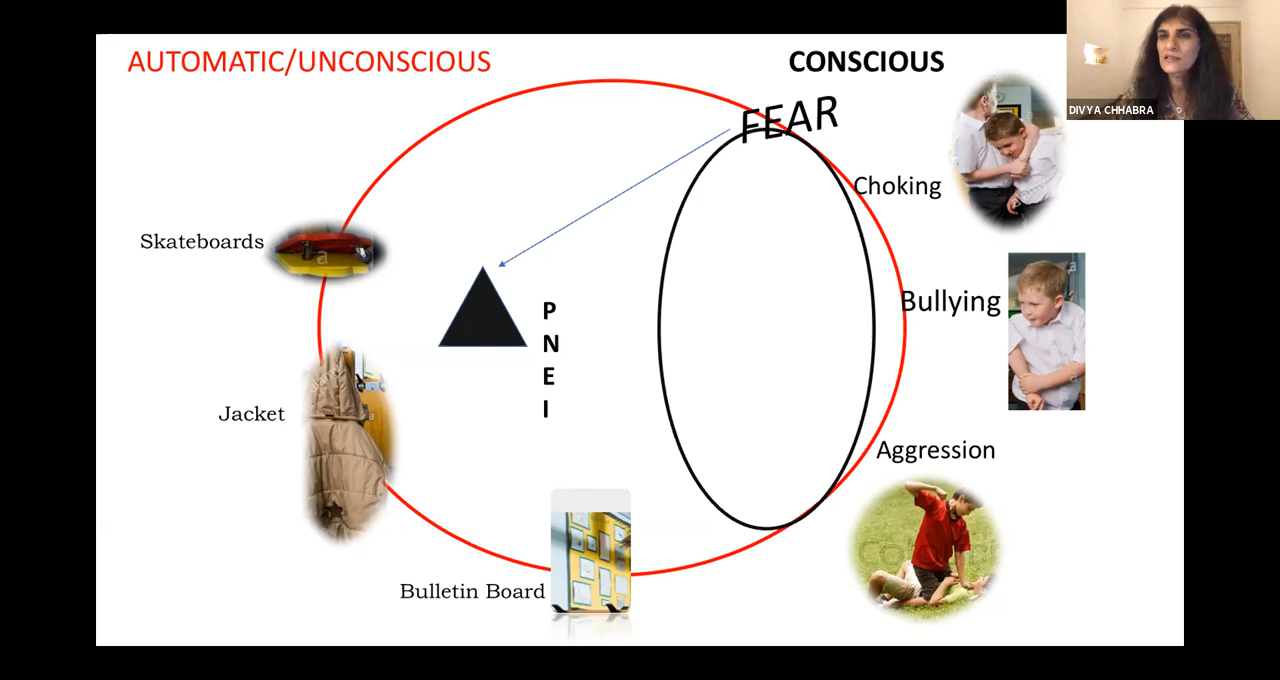 AUTOMATIC/UNCONSCIOUS
CONSCIOUS
DIVYA CHHABRA
FEAR
Choking
Skateboards
a
Bullying
P
N
E
I
Jacket
Aggression
Bulletin Board